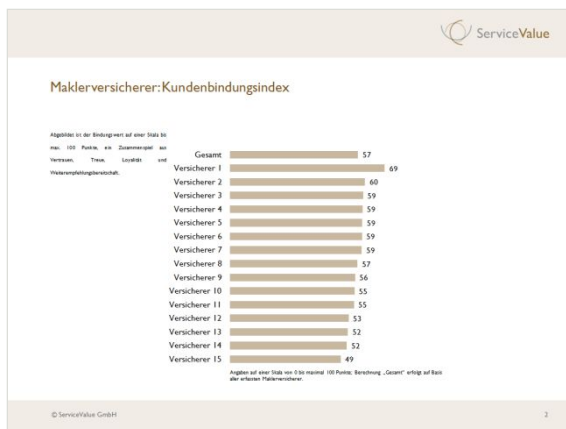 ServiceValue
Maklerversicherer: Kundenbindungsindex
Abgebildet ist der Bindungswert auf einer Skala bis
max. 100 Punkte, ein Zusammenspiel aus
Vertrauen, Treue, Loyalität und
Weiterempfehlungsbereitschaft.
Gesamt 57
Versicherer 1 69
Versicherer 2 60
Versicherer 3 59
Versicherer 4 59
Versicherer 5 59
Versicherer 6 59
Versicherer 7 59
Versicherer 8 57
Versicherer 9 56
Versicherer 10 55
Versicherer 11 55
Versicherer 12 53
Versicherer 13 52
Versicherer 14 52
Versicherer 15 49
Angaben auf einer Skala von 0 bis maximal 100 Punkte; Berechnung „Gesamt“ erfolgt auf Basis
aller erfassten Maklerversicherer.
© ServiceValue GmbH 2